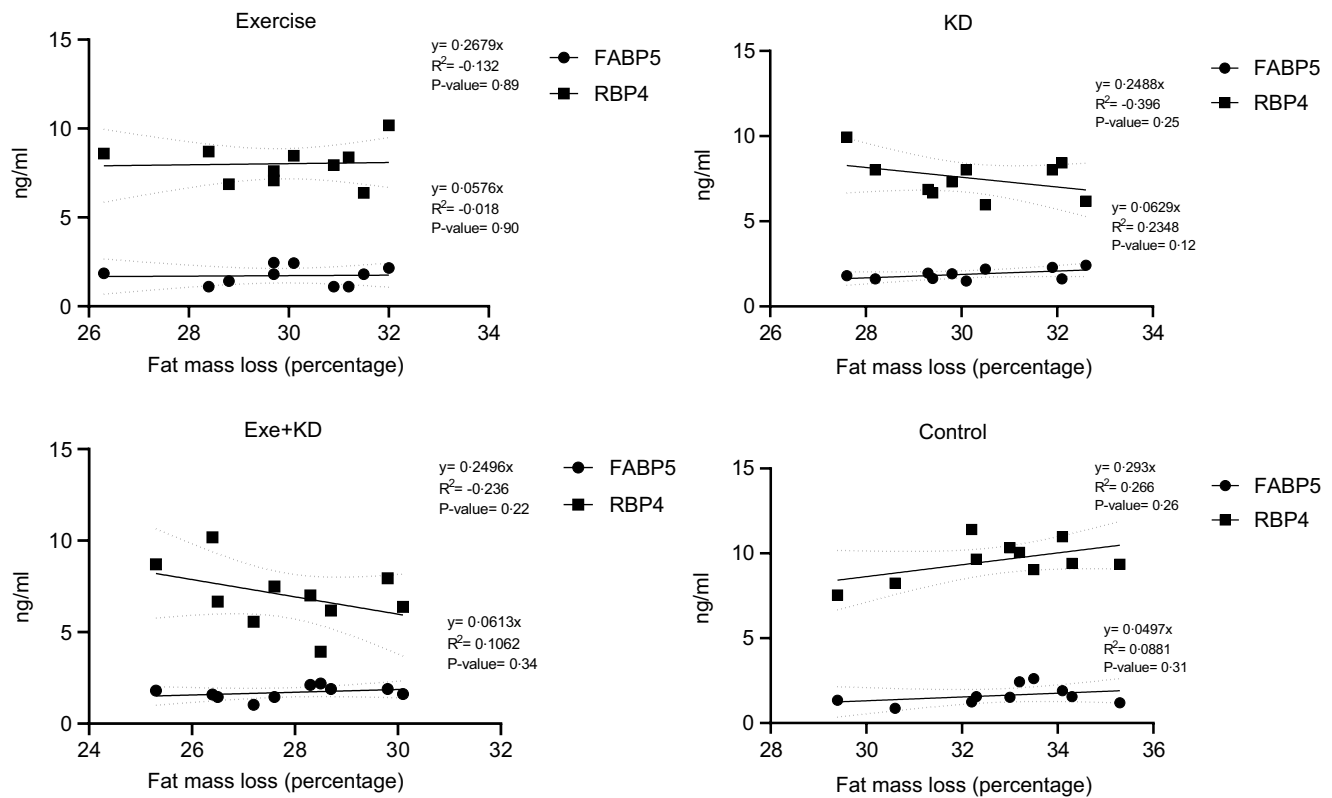 Exercise
15
10
5
0
ng/ml
26
28
30
32
34
Fat mass loss (percentage)
y= 0·2679x
R2= -0·132
P-value= 0·89
y= 0·0576x
R2= -0·018
P-value= 0·90
FABP5
RBP4
KD
15
10
5
0
ng/ml
26
28
30
32
34
Fat mass loss (percentage)
y= 0·2488x
R2= -0·396
P-value= 0·25
y= 0·0629x
R2= 0·2348
P-value= 0·12
FABP5
RBP4
Exe+KD
15
10
5
0
ng/ml
24
26
28
30
32
Fat mass loss (percentage)
y= 0·2496x
R2= -0·236
P-value= 0·22
y= 0·0613x
R2= 0·1062
P-value= 0·34
FABP5
RBP4
Control
15
10
5
0
ng/ml
28
30
32
34
36
Fat mass loss (percentage)
y= 0·293x
R2= 0·266
P-value= 0·26
y= 0·0497x
R2= 0·0881
P-value= 0·31
FABP5
RBP4